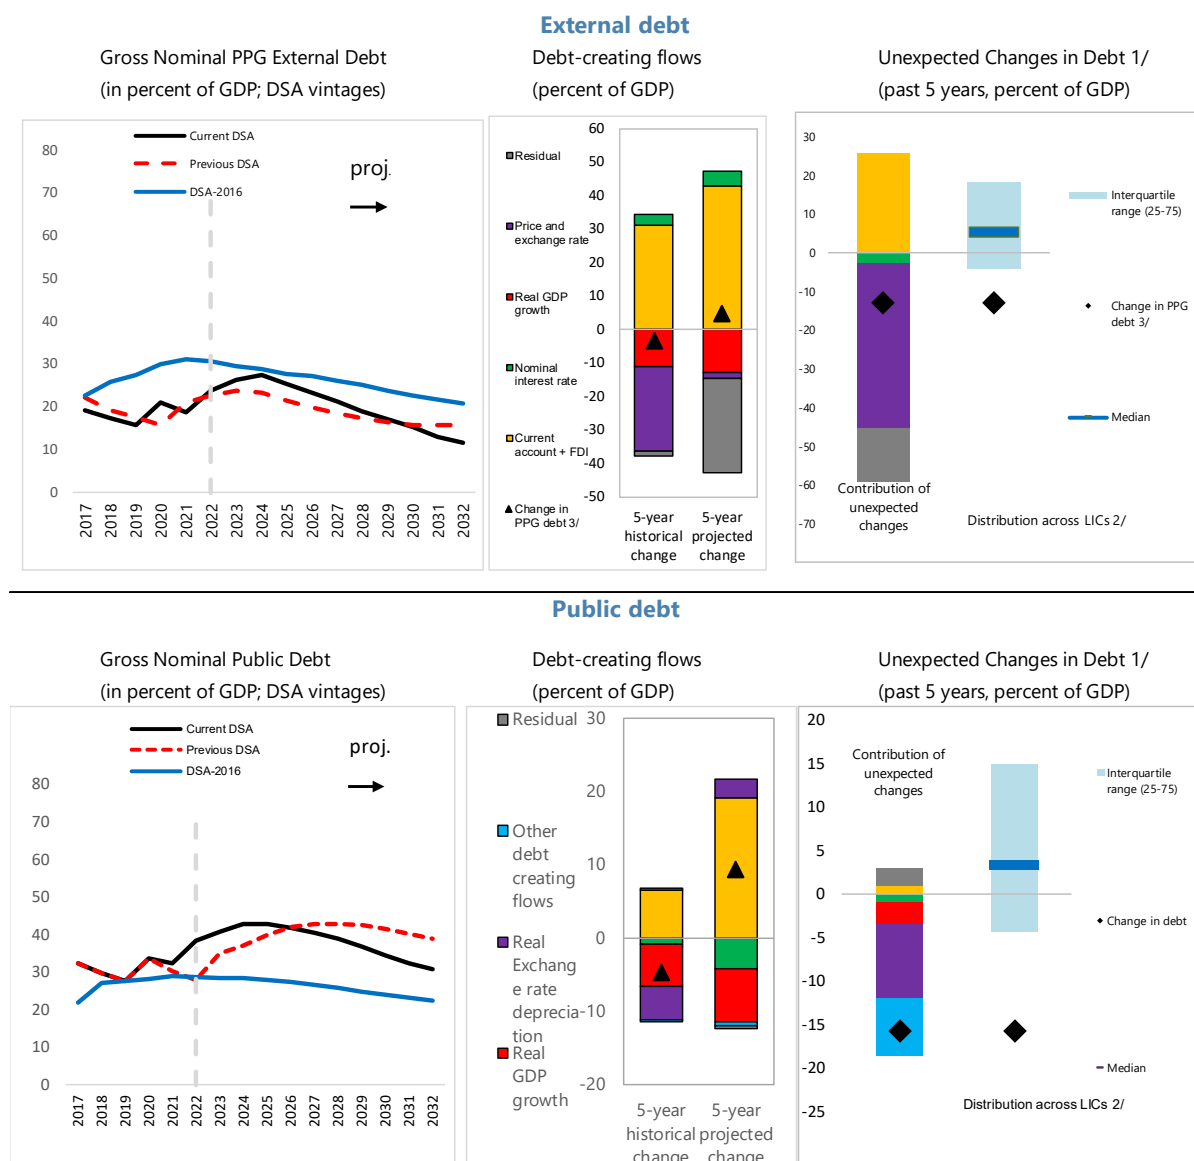 External debt
Gross Nominal PPG External Debt
(in percent of GDP; DSA vintages)
Debt-creating flows
(percent of GDP)
Unexpected Changes in Debt 1/
(past 5 years, percent of GDP)
Current DSA
Previous DSA
DSA-2016
proj.
80
70
60
50
40
30
20
10
0
2017
2018
2019
2020
2021
2022
2023
2024
2025
2026
2027
2028
2029
2030
2031
2032
Residual
Price and
exchange rate
Real GDP
growth
Nominal
interest rate
Current
account + FDI
Change in
PPG debt 3/
60
50
40
30
20
10
0
-10
-20
-30
-40
-50
5-year
historical
change
5-year
projected
change
30
20
10
0
-10
-20
-30
-40
-50
-60
-70
Contribution of
unexpected
changes
Distribution across LICs 2/
Interquartile
range (25-75)
Change in PPG
debt 3/
Median
Public debt
Gross Nominal Public Debt
(in percent of GDP; DSA vintages)
Debt-creating flows
(percent of GDP)
Unexpected Changes in Debt 1/
(past 5 years, percent of GDP)
Current DSA
Previous DSA
DSA-2016
proj.
80
70
60
50
40
30
20
10
0
2017
2018
2019
2020
2021
2022
2023
2024
2025
2026
2027
2028
2029
2030
2031
2032
Residual
Other
debt
creating
flows
Real
Exchang
e rate
deprecia-
tion
Real
GDP
growth
30
20
10
0
-10
-20
5-year
historical
change
5-year
projected
change
20
15
10
5
0
-5
-10
-15
-20
-25
Contribution of
unexpected
changes
Interquartile
range (25-75)
Change in debt
Median
Distribution across LICs 2/